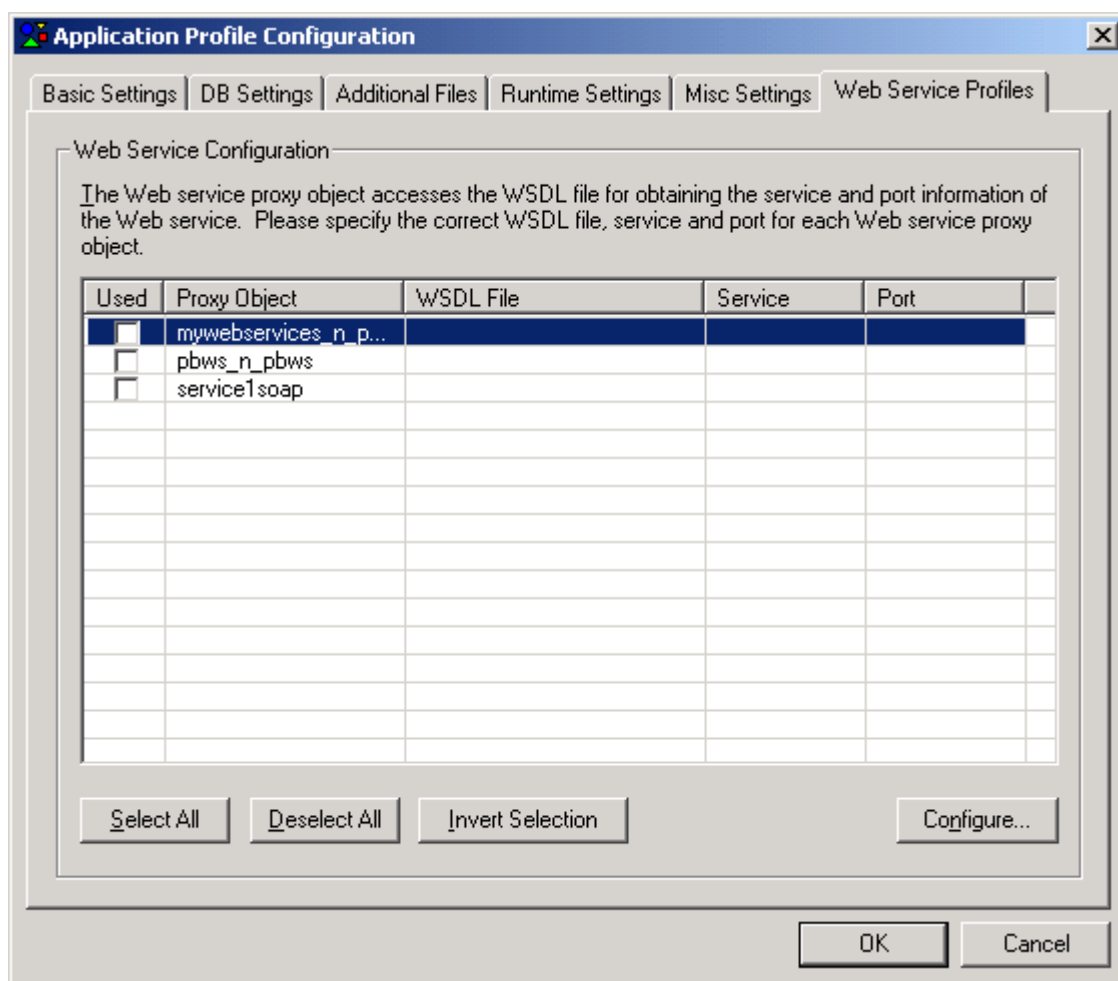 Application Profile Configuration
Basic Settings DB Settings Additional Files Runtime Settings Misc Settings Web Service Profiles
Web Service Configuration
The Web service proxy object accesses the WSDL file for obtaining the service and port information of
the Web service. Please specify the correct WSDL file, service and port for each Web service proxy
object.
Used Proxy Object WSDL File Service Port
mywebservices_n_p...
pbws_n_pbws
service1soap
Select All Deselect All Invert Selection Configure...
OK Cancel